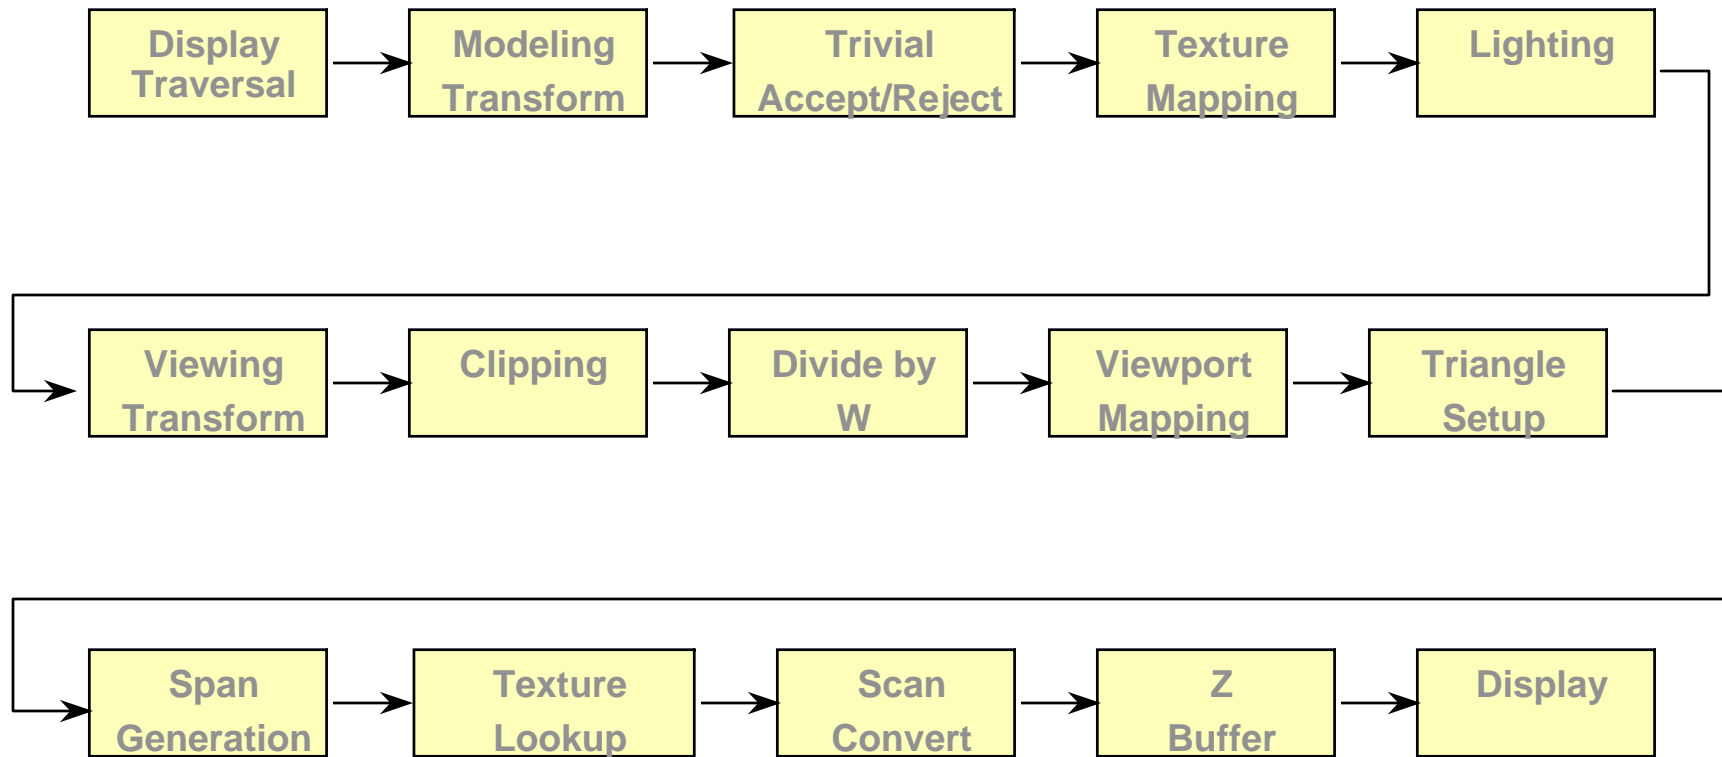 Display
Traversal
Modeling
Transform
Trivial
Accept/Reject
Texture
Mapping
Lighting
Viewing
Transform
Clipping
Divide by
W
Viewport
Mapping
Triangle
Setup
Span
Generation
Texture
Lookup
Scan
Convert
Z
Buffer
Display